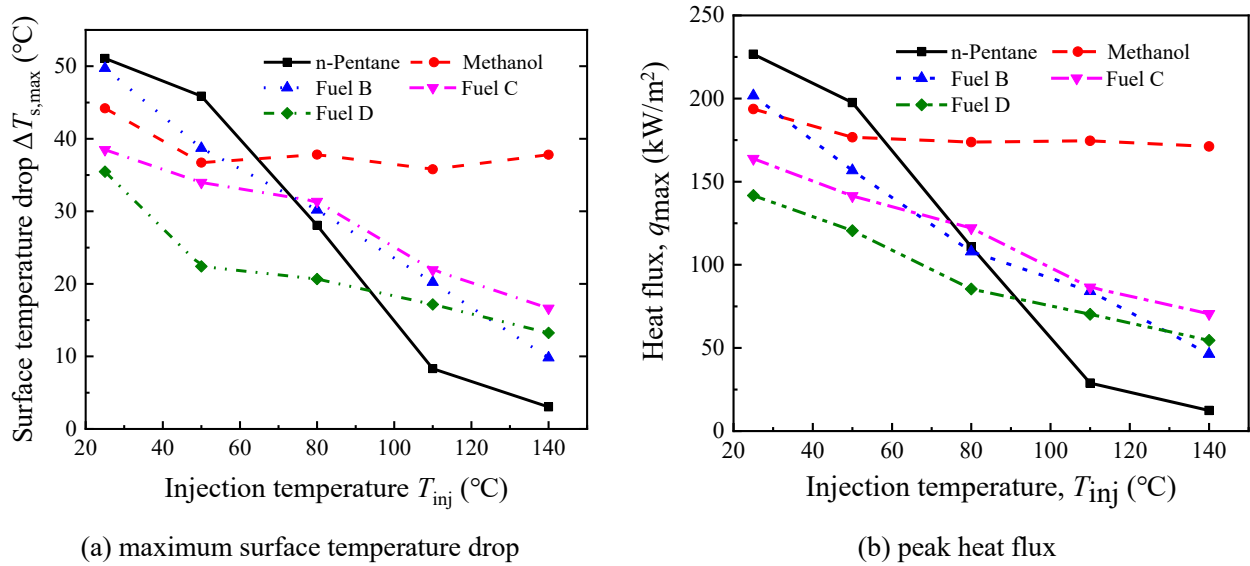 Surface temperature drop ΔTs,max (℃)
50
40
30
20
10
0
n-Pentane
Methanol
Fuel B
Fuel C
Fuel D
20 40 60 80 100 120 140
Injection temperature Tinj (℃)
(a) maximum surface temperature drop
Heat flux, qmax (kW/m²)
250
200
150
100
50
0
n-Pentane
Methanol
Fuel B
Fuel C
Fuel D
20 40 60 80 100 120 140
Injection temperature, Tinj (℃)
(b) peak heat flux